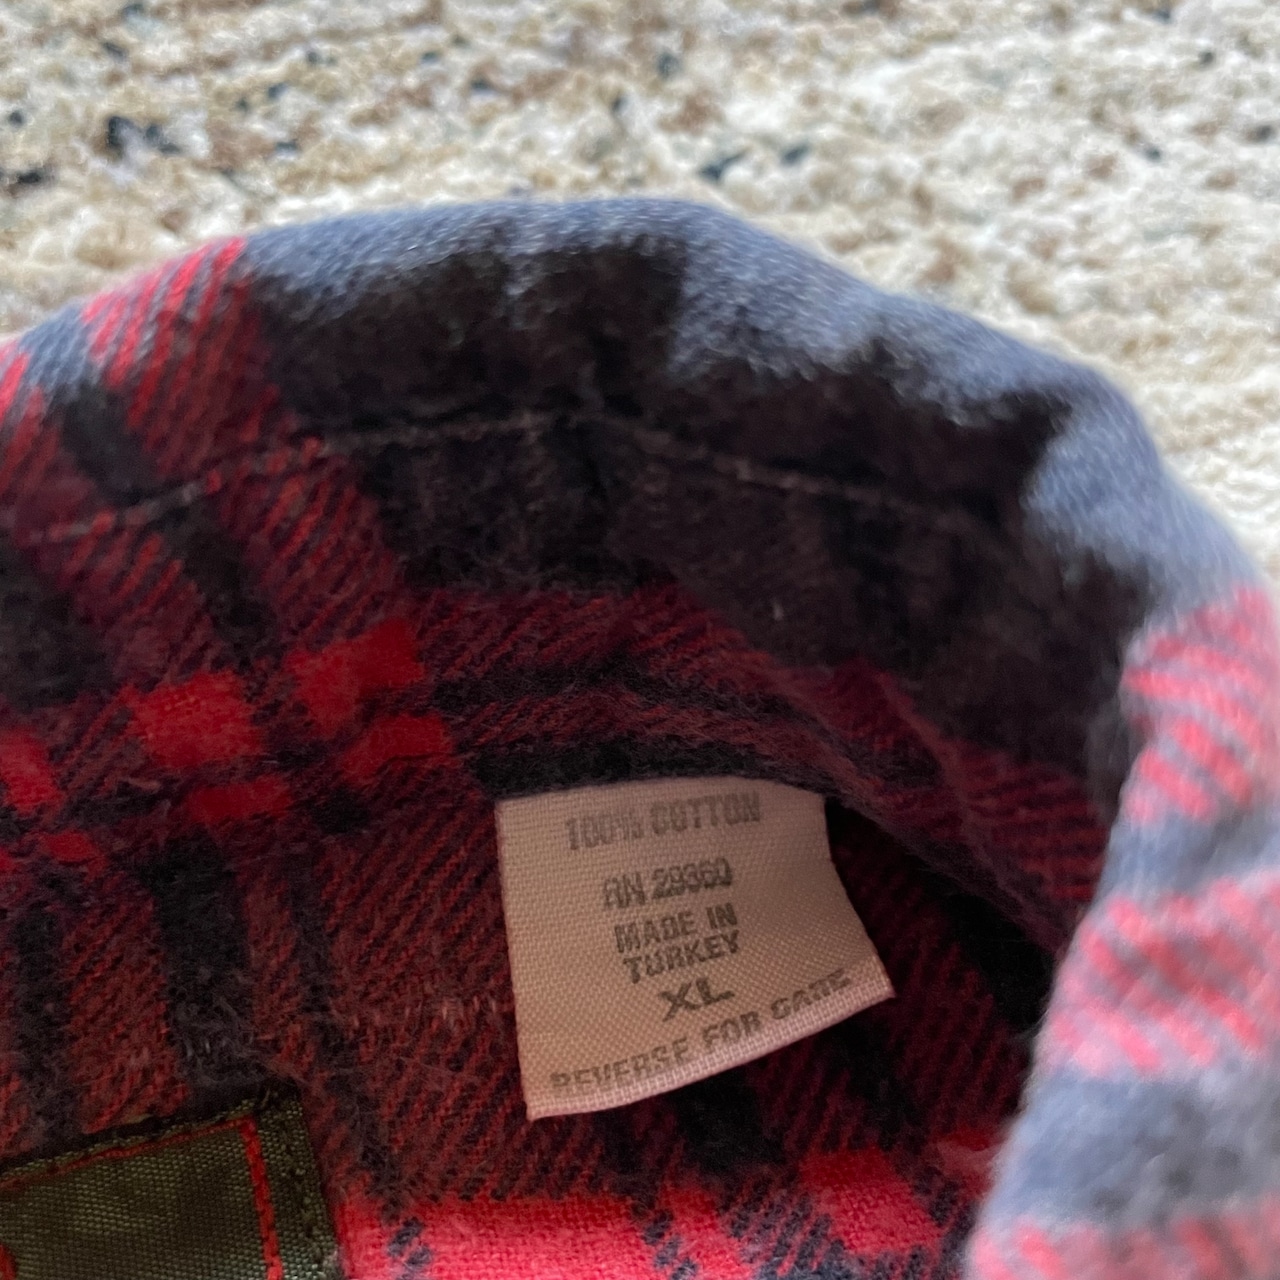 100% COTTON
RN 29360
MADE IN
TURKEY
XL
REVERSE FOR CARE